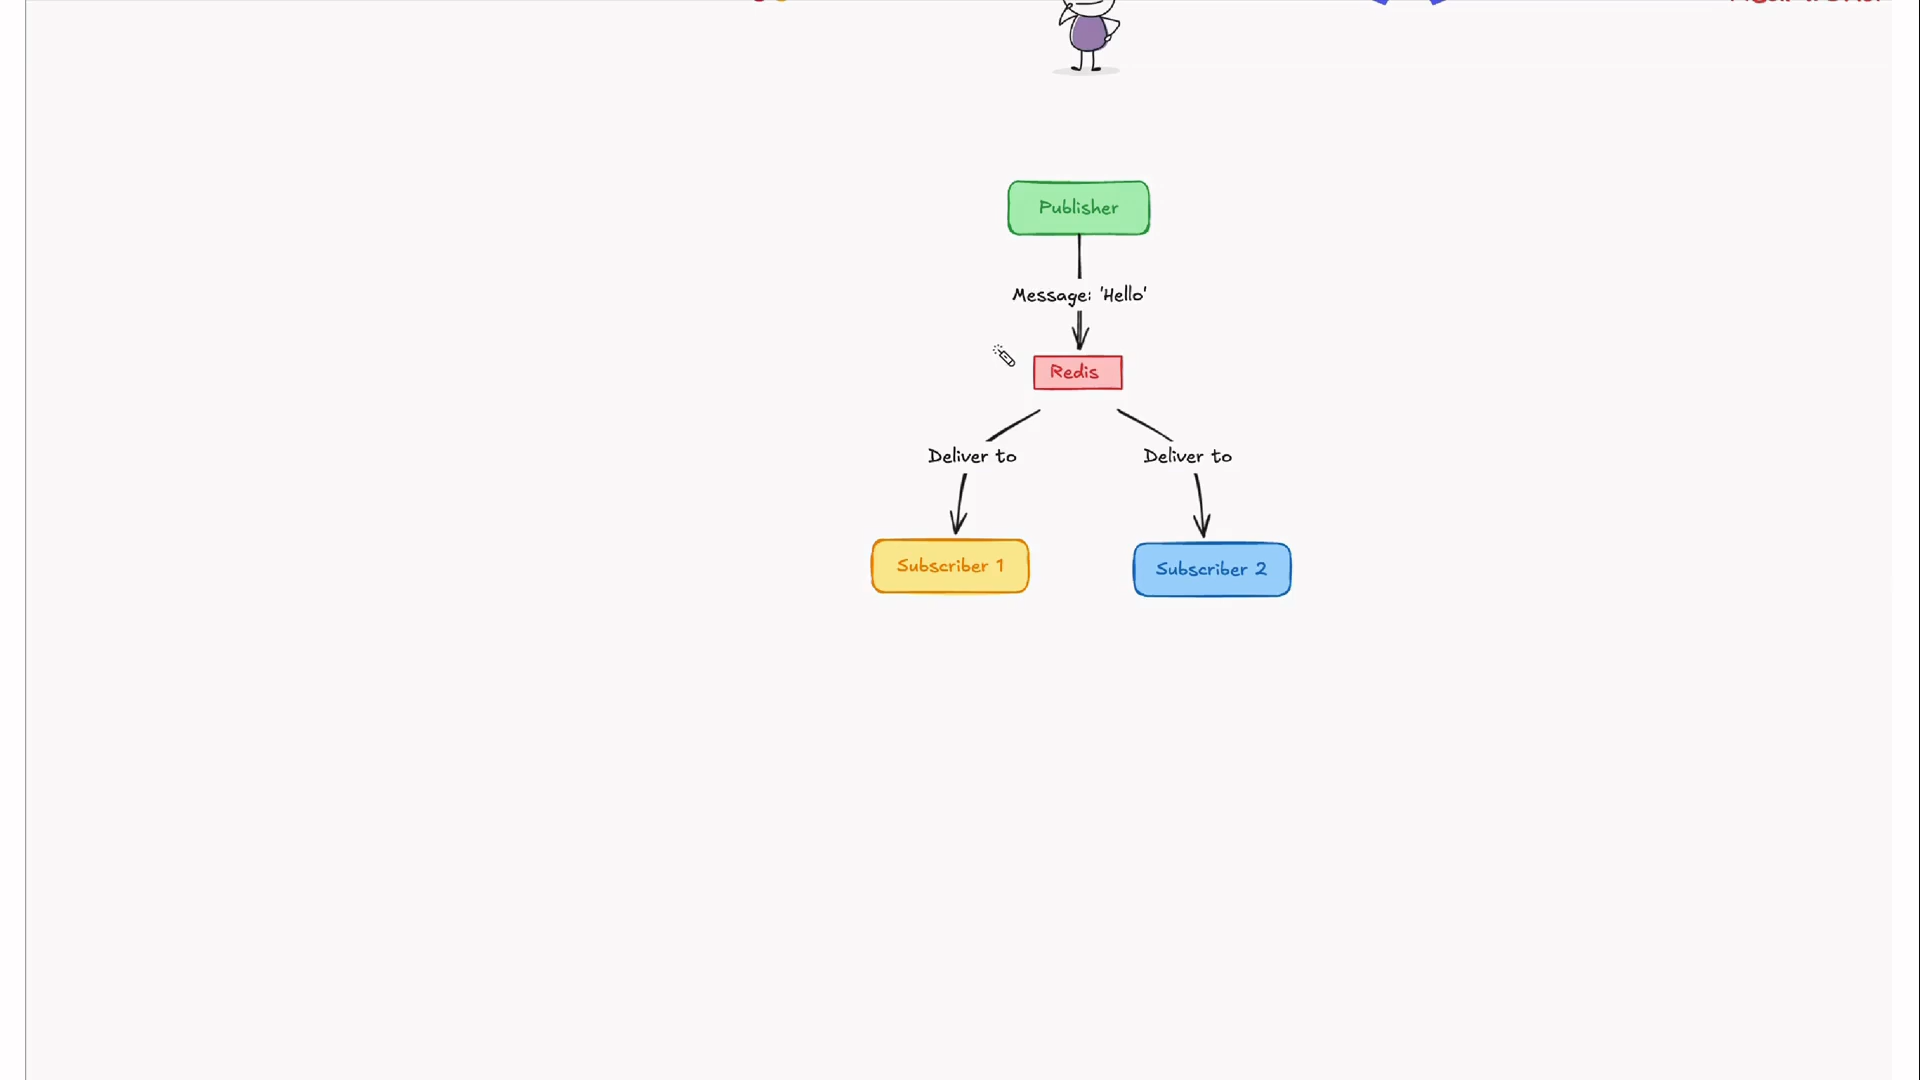 Publisher
Message: 'Hello'
Redis
Deliver to
Deliver to
Subscriber 1
Subscriber 2